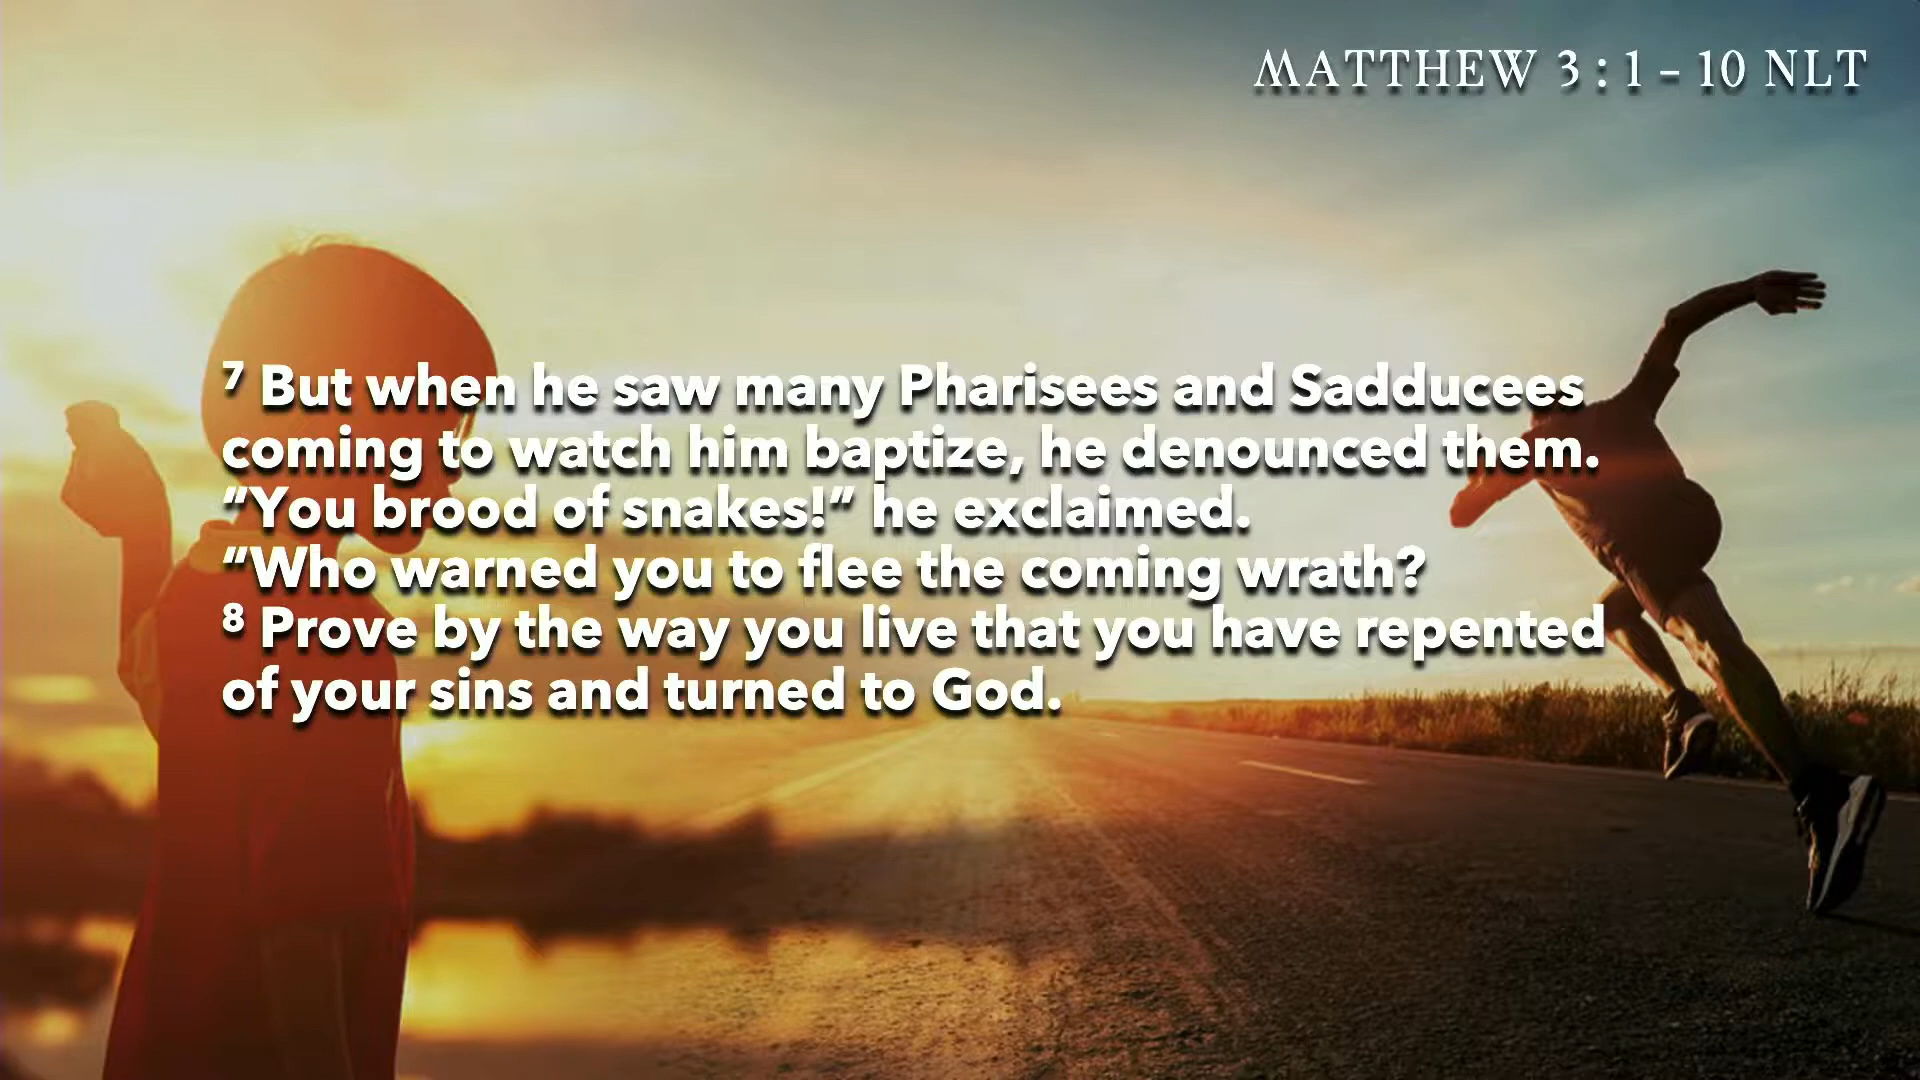 MATTHEW 3:1-10 NLT
⁷ But when he saw many Pharisees and Sadducees
coming to watch him baptize, he denounced them.
“You brood of snakes!” he exclaimed.
“Who warned you to flee the coming wrath?
⁸ Prove by the way you live that you have repented
of your sins and turned to God.